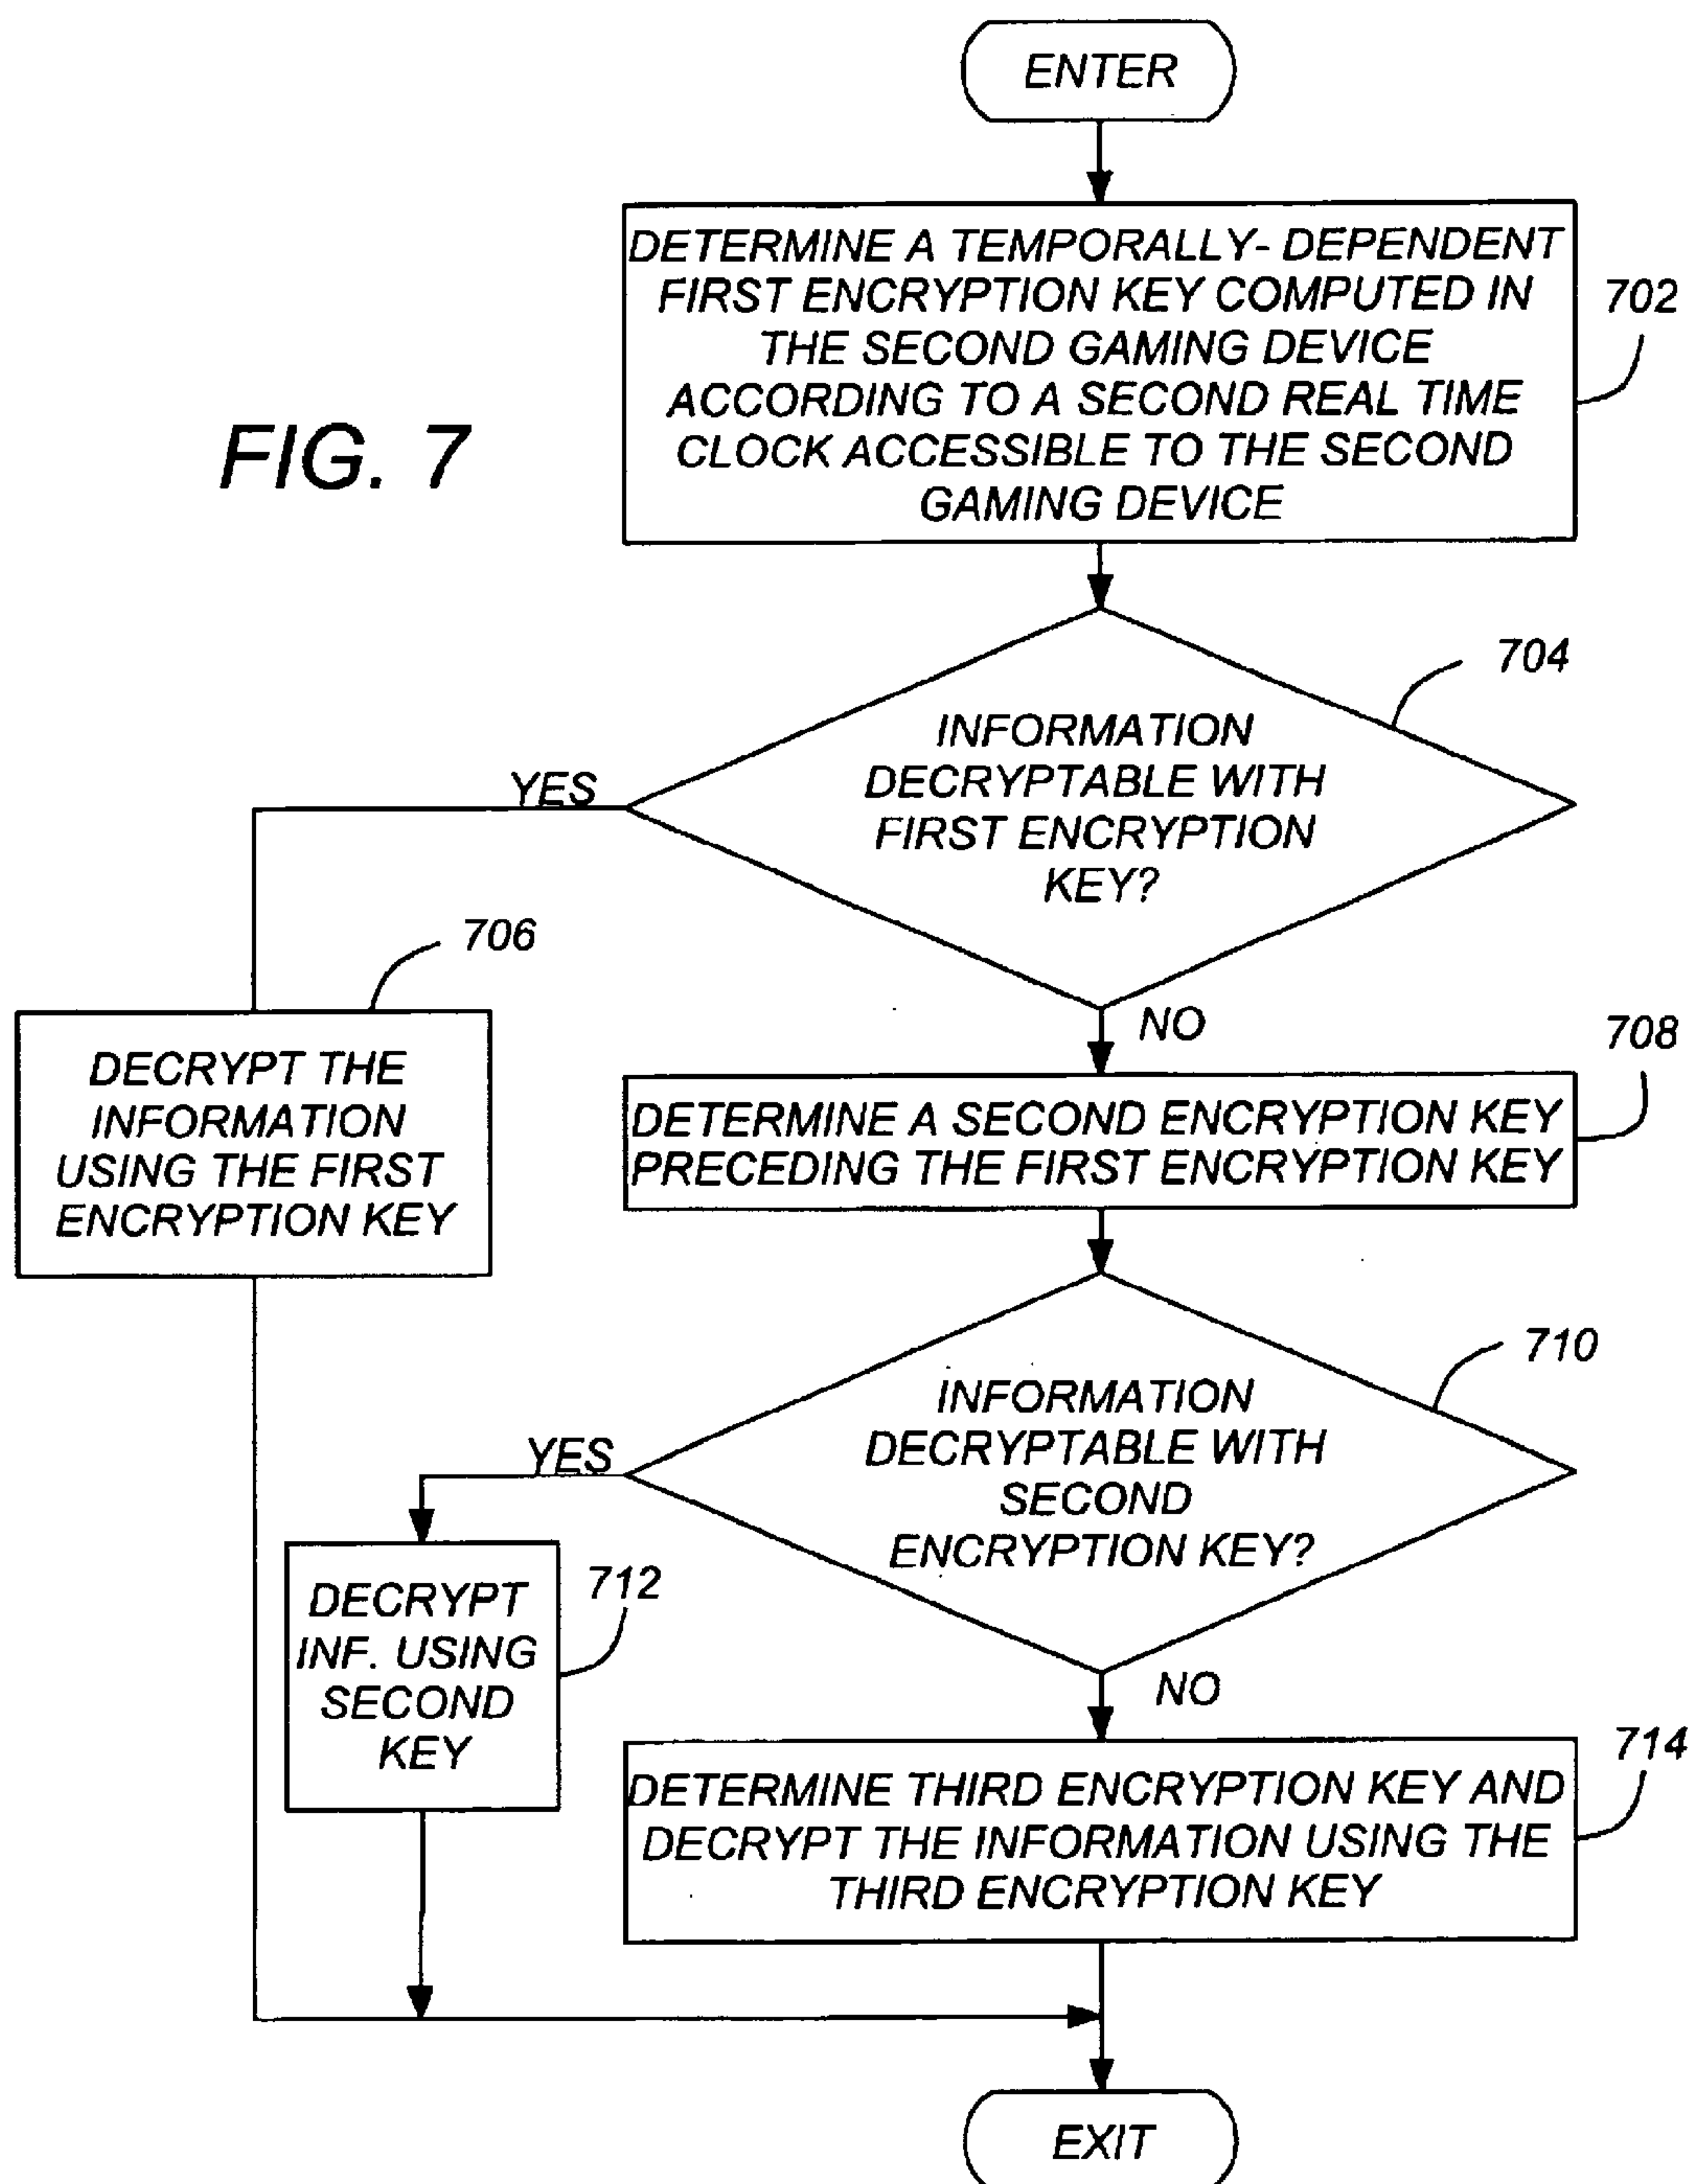 ENTER
DETERMINE A TEMPORALLY- DEPENDENT
FIRST ENCRYPTION KEY COMPUTED IN
THE SECOND GAMING DEVICE
ACCORDING TO A SECOND REAL TIME
CLOCK ACCESSIBLE TO THE SECOND
GAMING DEVICE
702
FIG. 7
704
INFORMATION
DECRYPTABLE WITH
FIRST ENCRYPTION
KEY?
YES
706
NO
708
DECRYPT THE
INFORMATION
USING THE FIRST
ENCRYPTION KEY
DETERMINE A SECOND ENCRYPTION KEY
PRECEDING THE FIRST ENCRYPTION KEY
710
INFORMATION
DECRYPTABLE WITH
SECOND
ENCRYPTION KEY?
YES
712
DECRYPT
INF. USING
SECOND
KEY
NO
714
DETERMINE THIRD ENCRYPTION KEY AND
DECRYPT THE INFORMATION USING THE
THIRD ENCRYPTION KEY
EXIT